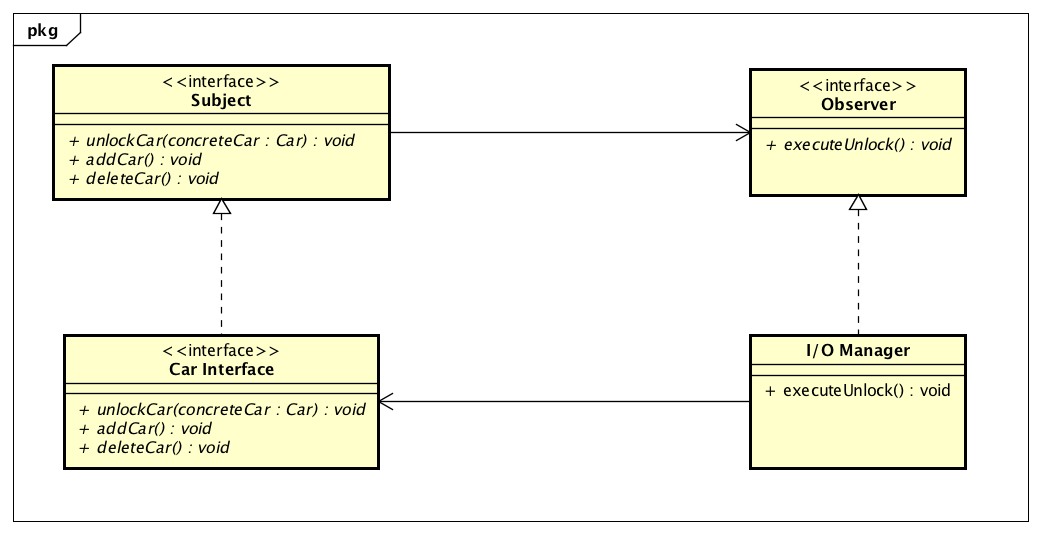 pkg
<<interface>>
Subject
+ unlockCar(concreteCar : Car) : void
+ addCar() : void
+ deleteCar() : void
<<interface>>
Observer
+ executeUnlock() : void
<<interface>>
Car Interface
+ unlockCar(concreteCar : Car) : void
+ addCar() : void
+ deleteCar() : void
I/O Manager
+ executeUnlock() : void